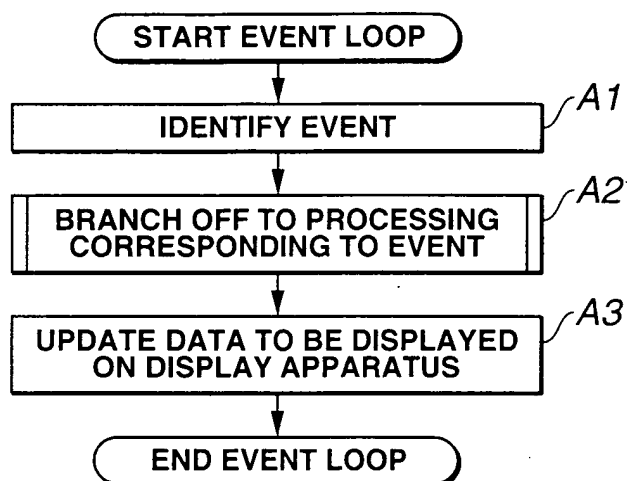 START EVENT LOOP
A1
IDENTIFY EVENT
A2
BRANCH OFF TO PROCESSING
CORRESPONDING TO EVENT
A3
UPDATE DATA TO BE DISPLAYED
ON DISPLAY APPARATUS
END EVENT LOOP